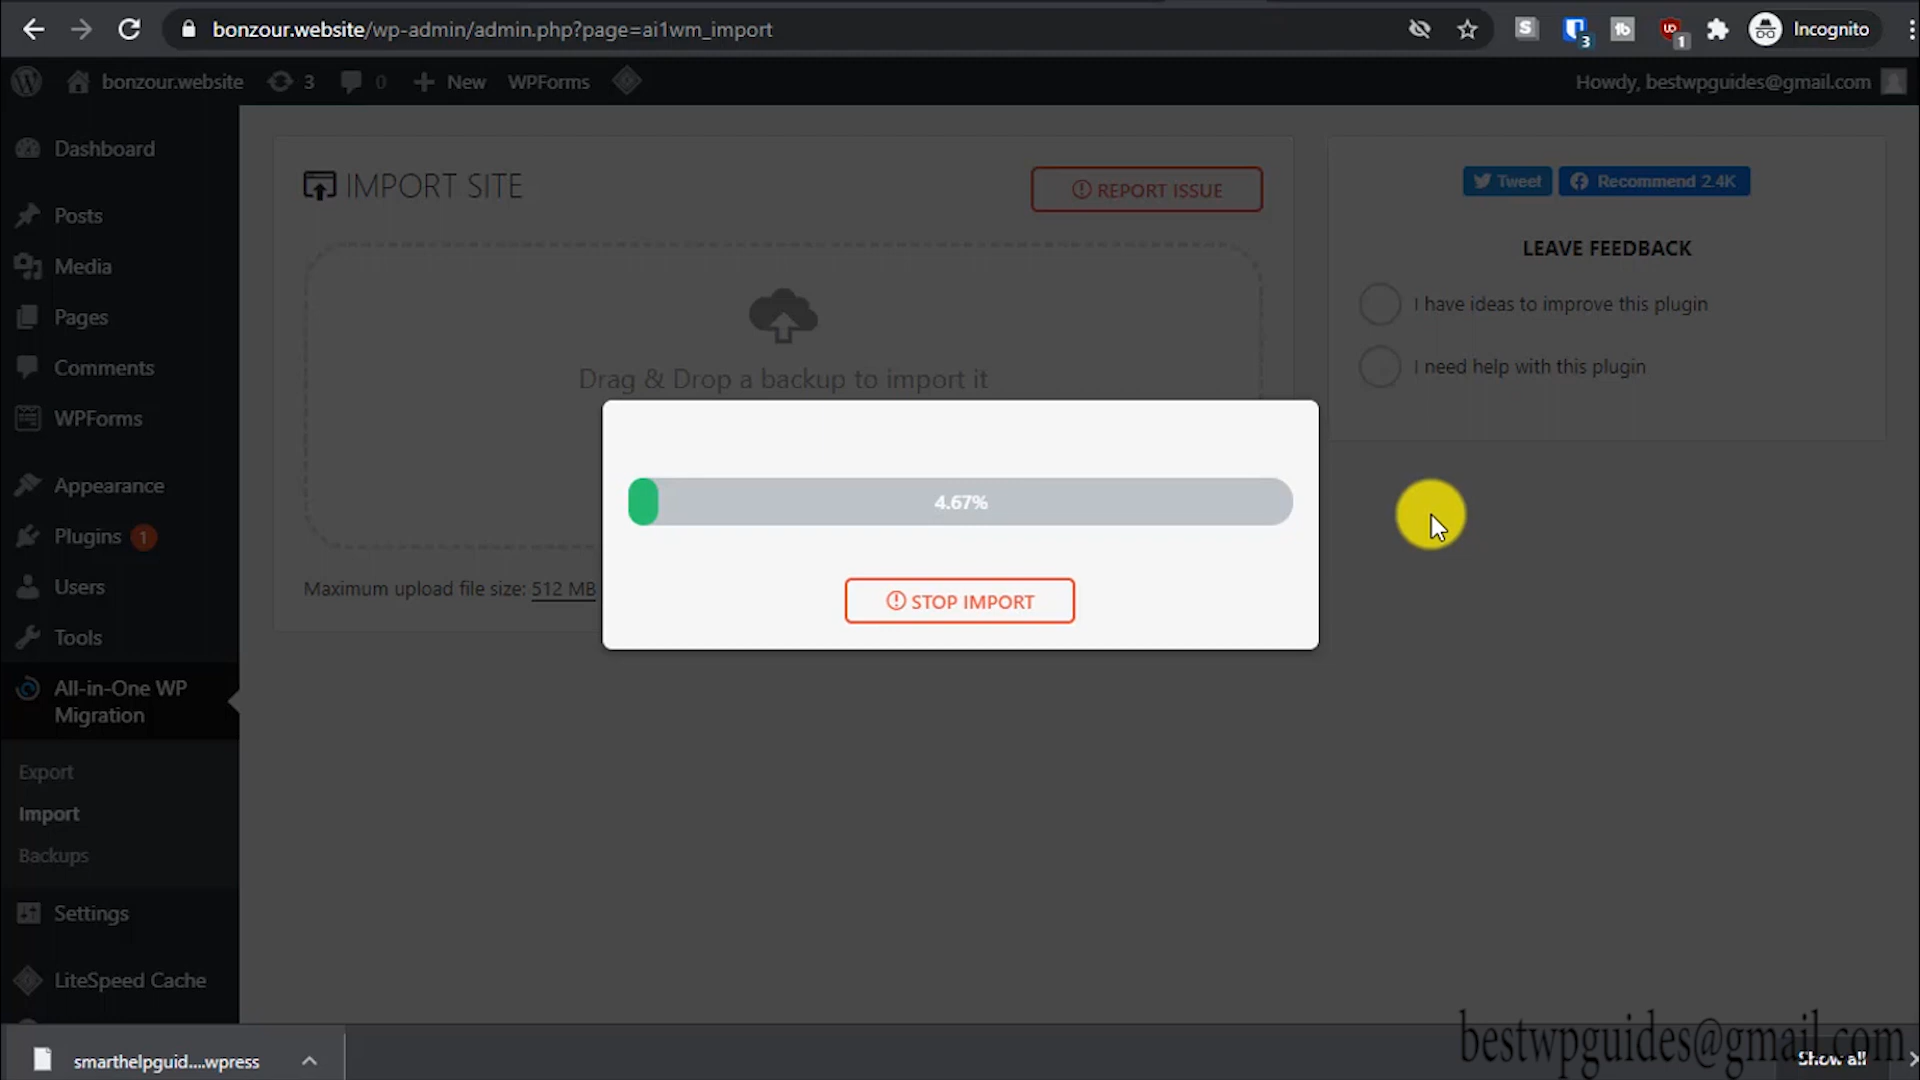 bonzour.website/wp-admin/admin.php?page=ai1wm_import
S
3
tb
1
Incognito
bonzour.website
3
0
New
WPForms
Howdy, bestwpguides@gmail.com
Dashboard
Posts
Media
Pages
Comments
WPForms
Appearance
Plugins 1
Users
Tools
All-in-One WP
Migration
Export
Import
Backups
Settings
LiteSpeed Cache
IMPORT SITE
REPORT ISSUE
Drag & Drop a backup to import it
Maximum upload file size: 512 MB
4.67%
STOP IMPORT
Tweet
Recommend 2.4K
LEAVE FEEDBACK
I have ideas to improve this plugin
I need help with this plugin
smarthelpguid....wpress
bestwpguides@gmail.com
Show all